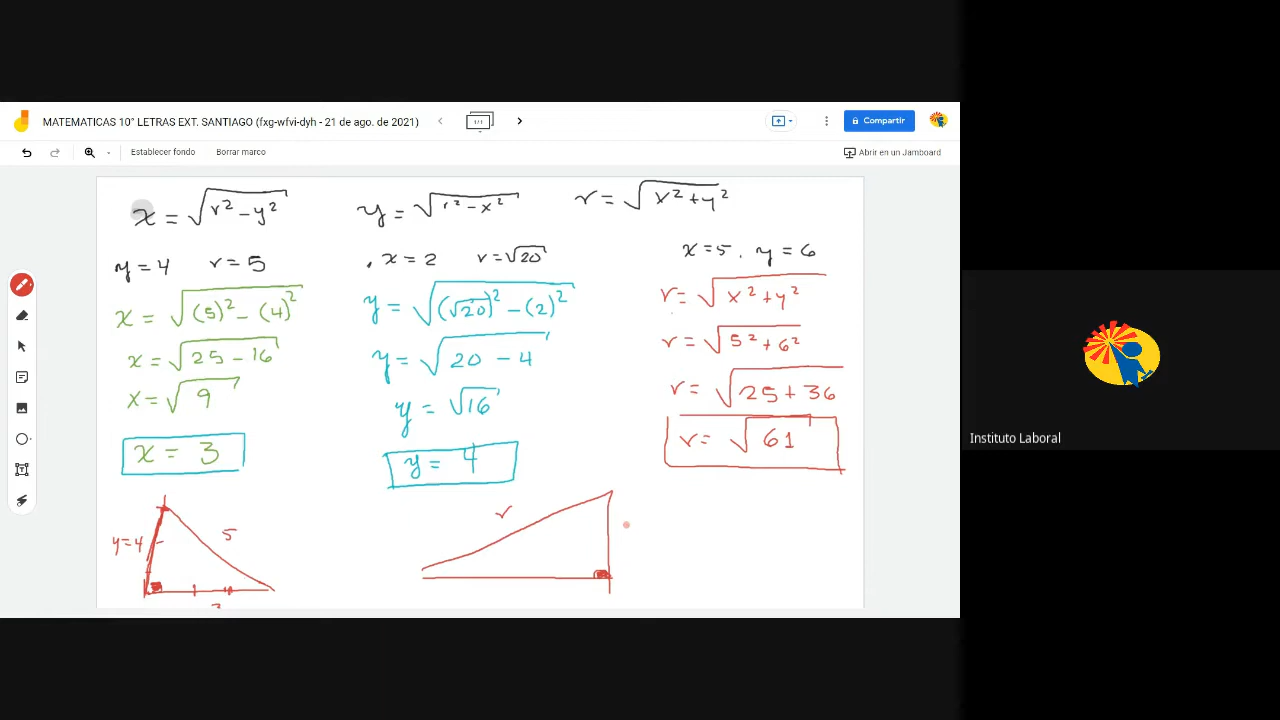 MATEMATICAS 10° LETRAS EXT. SANTIAGO (fxg-wfvi-dyh - 21 de ago. de 2021)
1/1
Compartir
Establecer fondo
Borrar marco
Abrir en un Jamboard
x = √(r² - y²)
y = √(r² - x²)
r = √(x² + y²)
y = 4 r = 5
x = √((5)² - (4)²)
x = √(25 - 16)
x = √9
x = 3
. x = 2 r = √20
y = √((√20)² - (2)²)
y = √(20 - 4)
y = √16
y = 4
x = 5 . y = 6
r = √(x² + y²)
r = √(5² + 6²)
r = √(25 + 36)
r = √61
y = 4
5
r
Instituto Laboral